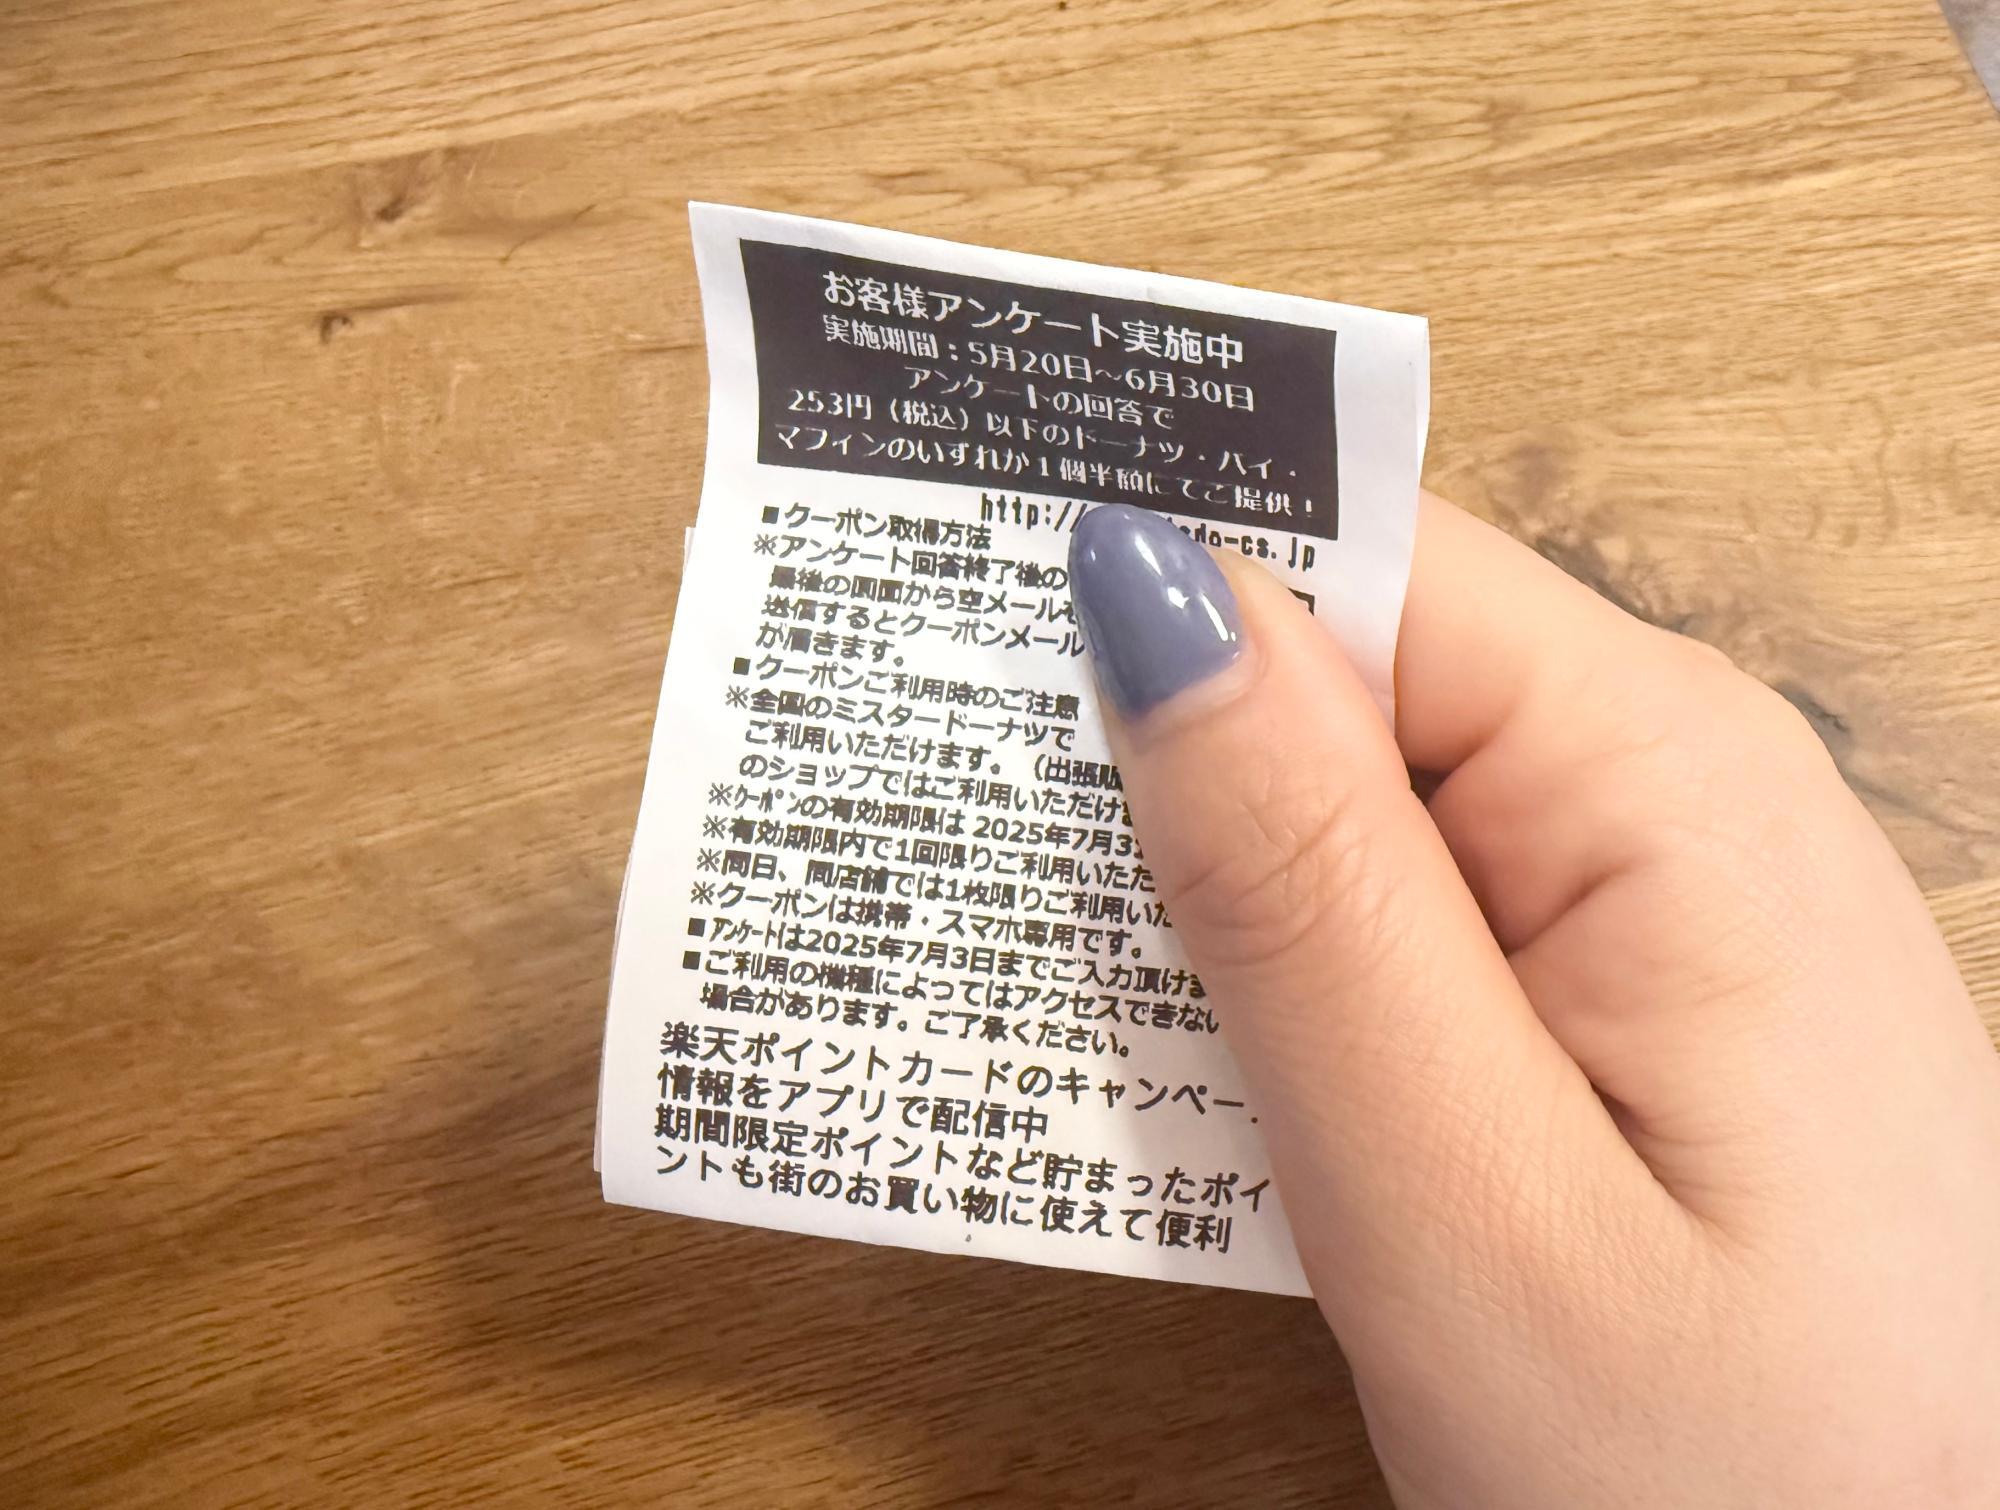 お客様アンケート実施中
実施期間：5月20日～6月30日
アンケートの回答で
253円（税込）以下のドーナツ・パイ・
マフィンのいずれか1個半額にてご提供！
http://
do-cs.jp
■クーポン取得方法
※アンケート回答終了後の
最後の画面から空メールを
送信するとクーポンメール
が届きます。
■クーポンご利用時のご注意
※全国のミスタードーナツで
ご利用いただけます。（出張販
のショップではご利用いただけま
※ｸｰﾎﾟﾝの有効期限は 2025年7月3
※有効期限内で1回限りご利用いただ
※同日、同店舗では1枚限りご利用いた
※クーポンは携帯・スマホ専用です。
■ｱﾝｹｰﾄは2025年7月3日までご入力頂けま
■ご利用の機種によってはアクセスできない
場合があります。ご了承ください。
楽天ポイントカードのキャンペー
情報をアプリで配信中
期間限定ポイントなど貯まったポイ
ントも街のお買い物に使えて便利